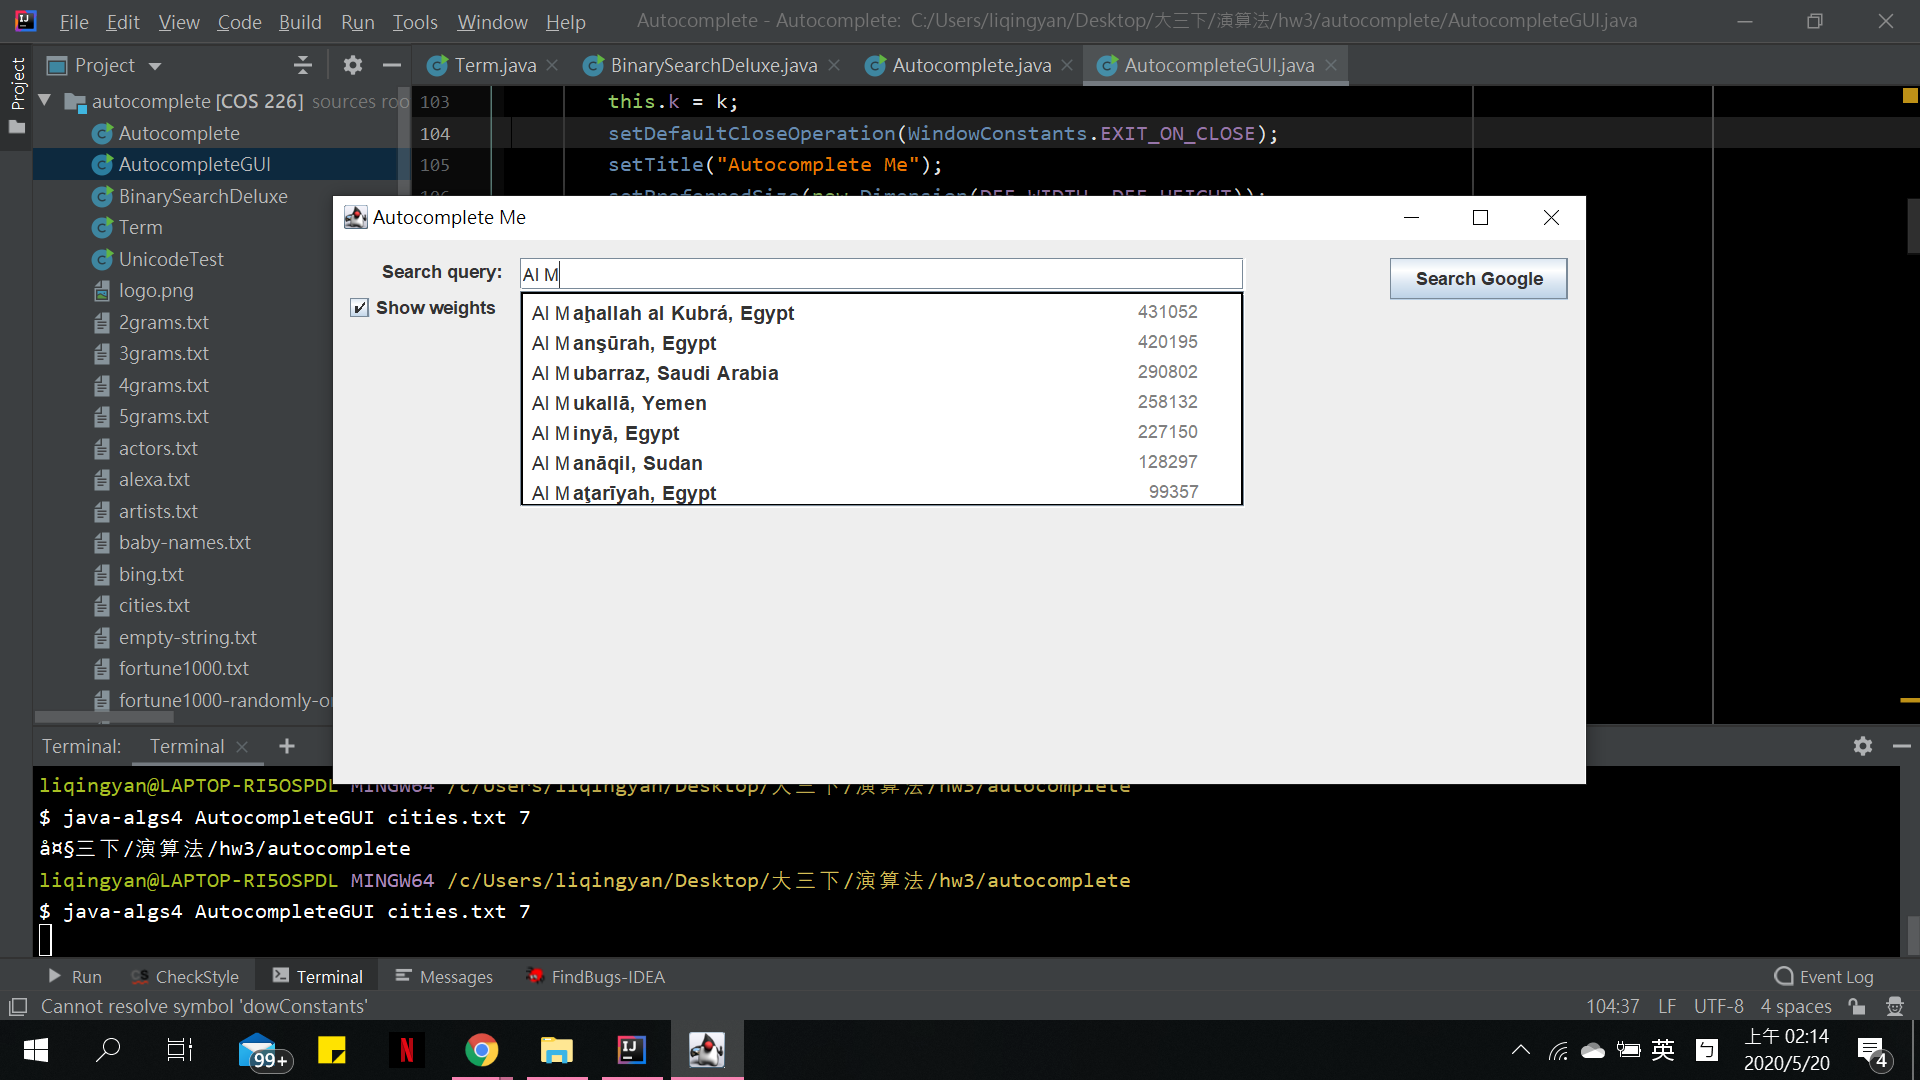 File Edit View Code Build Run Tools Window Help Autocomplete - Autocomplete: C:/Users/liqingyan/Desktop/大三下/演算法/hw3/autocomplete/AutocompleteGUI.java
Project
Project
Term.java BinarySearchDeluxe.java Autocomplete.java AutocompleteGUI.java
autocomplete [COS 226] sources roo
Autocomplete
AutocompleteGUI
BinarySearchDeluxe
Term
UnicodeTest
logo.png
2grams.txt
3grams.txt
4grams.txt
5grams.txt
actors.txt
alexa.txt
artists.txt
baby-names.txt
bing.txt
cities.txt
empty-string.txt
fortune1000.txt
fortune1000-randomly-o
103 this.k = k;
104 setDefaultCloseOperation(WindowConstants.EXIT_ON_CLOSE);
105 setTitle("Autocomplete Me");
106 setPreferredSize(new Dimension(DEF_WIDTH, DEF_HEIGHT));
Autocomplete Me
Search query: Al M Search Google
Show weights
Al Maḩallah al Kubrá, Egypt 431052
Al Manşūrah, Egypt 420195
Al Mubarraz, Saudi Arabia 290802
Al Mukallā, Yemen 258132
Al Minyā, Egypt 227150
Al Manāqil, Sudan 128297
Al Maţarīyah, Egypt 99357
Terminal: Terminal
liqingyan@LAPTOP-RI5OSPDL MINGW64 /c/Users/liqingyan/Desktop/大三下/演算法/hw3/autocomplete
$ java-algs4 AutocompleteGUI cities.txt 7
å¤§三下/演算法/hw3/autocomplete
liqingyan@LAPTOP-RI5OSPDL MINGW64 /c/Users/liqingyan/Desktop/大三下/演算法/hw3/autocomplete
$ java-algs4 AutocompleteGUI cities.txt 7
Run CheckStyle Terminal Messages FindBugs-IDEA Event Log
Cannot resolve symbol 'dowConstants' 104:37 LF UTF-8 4 spaces
99+ 英 ㄅ 上午 02:14
2020/5/20 4